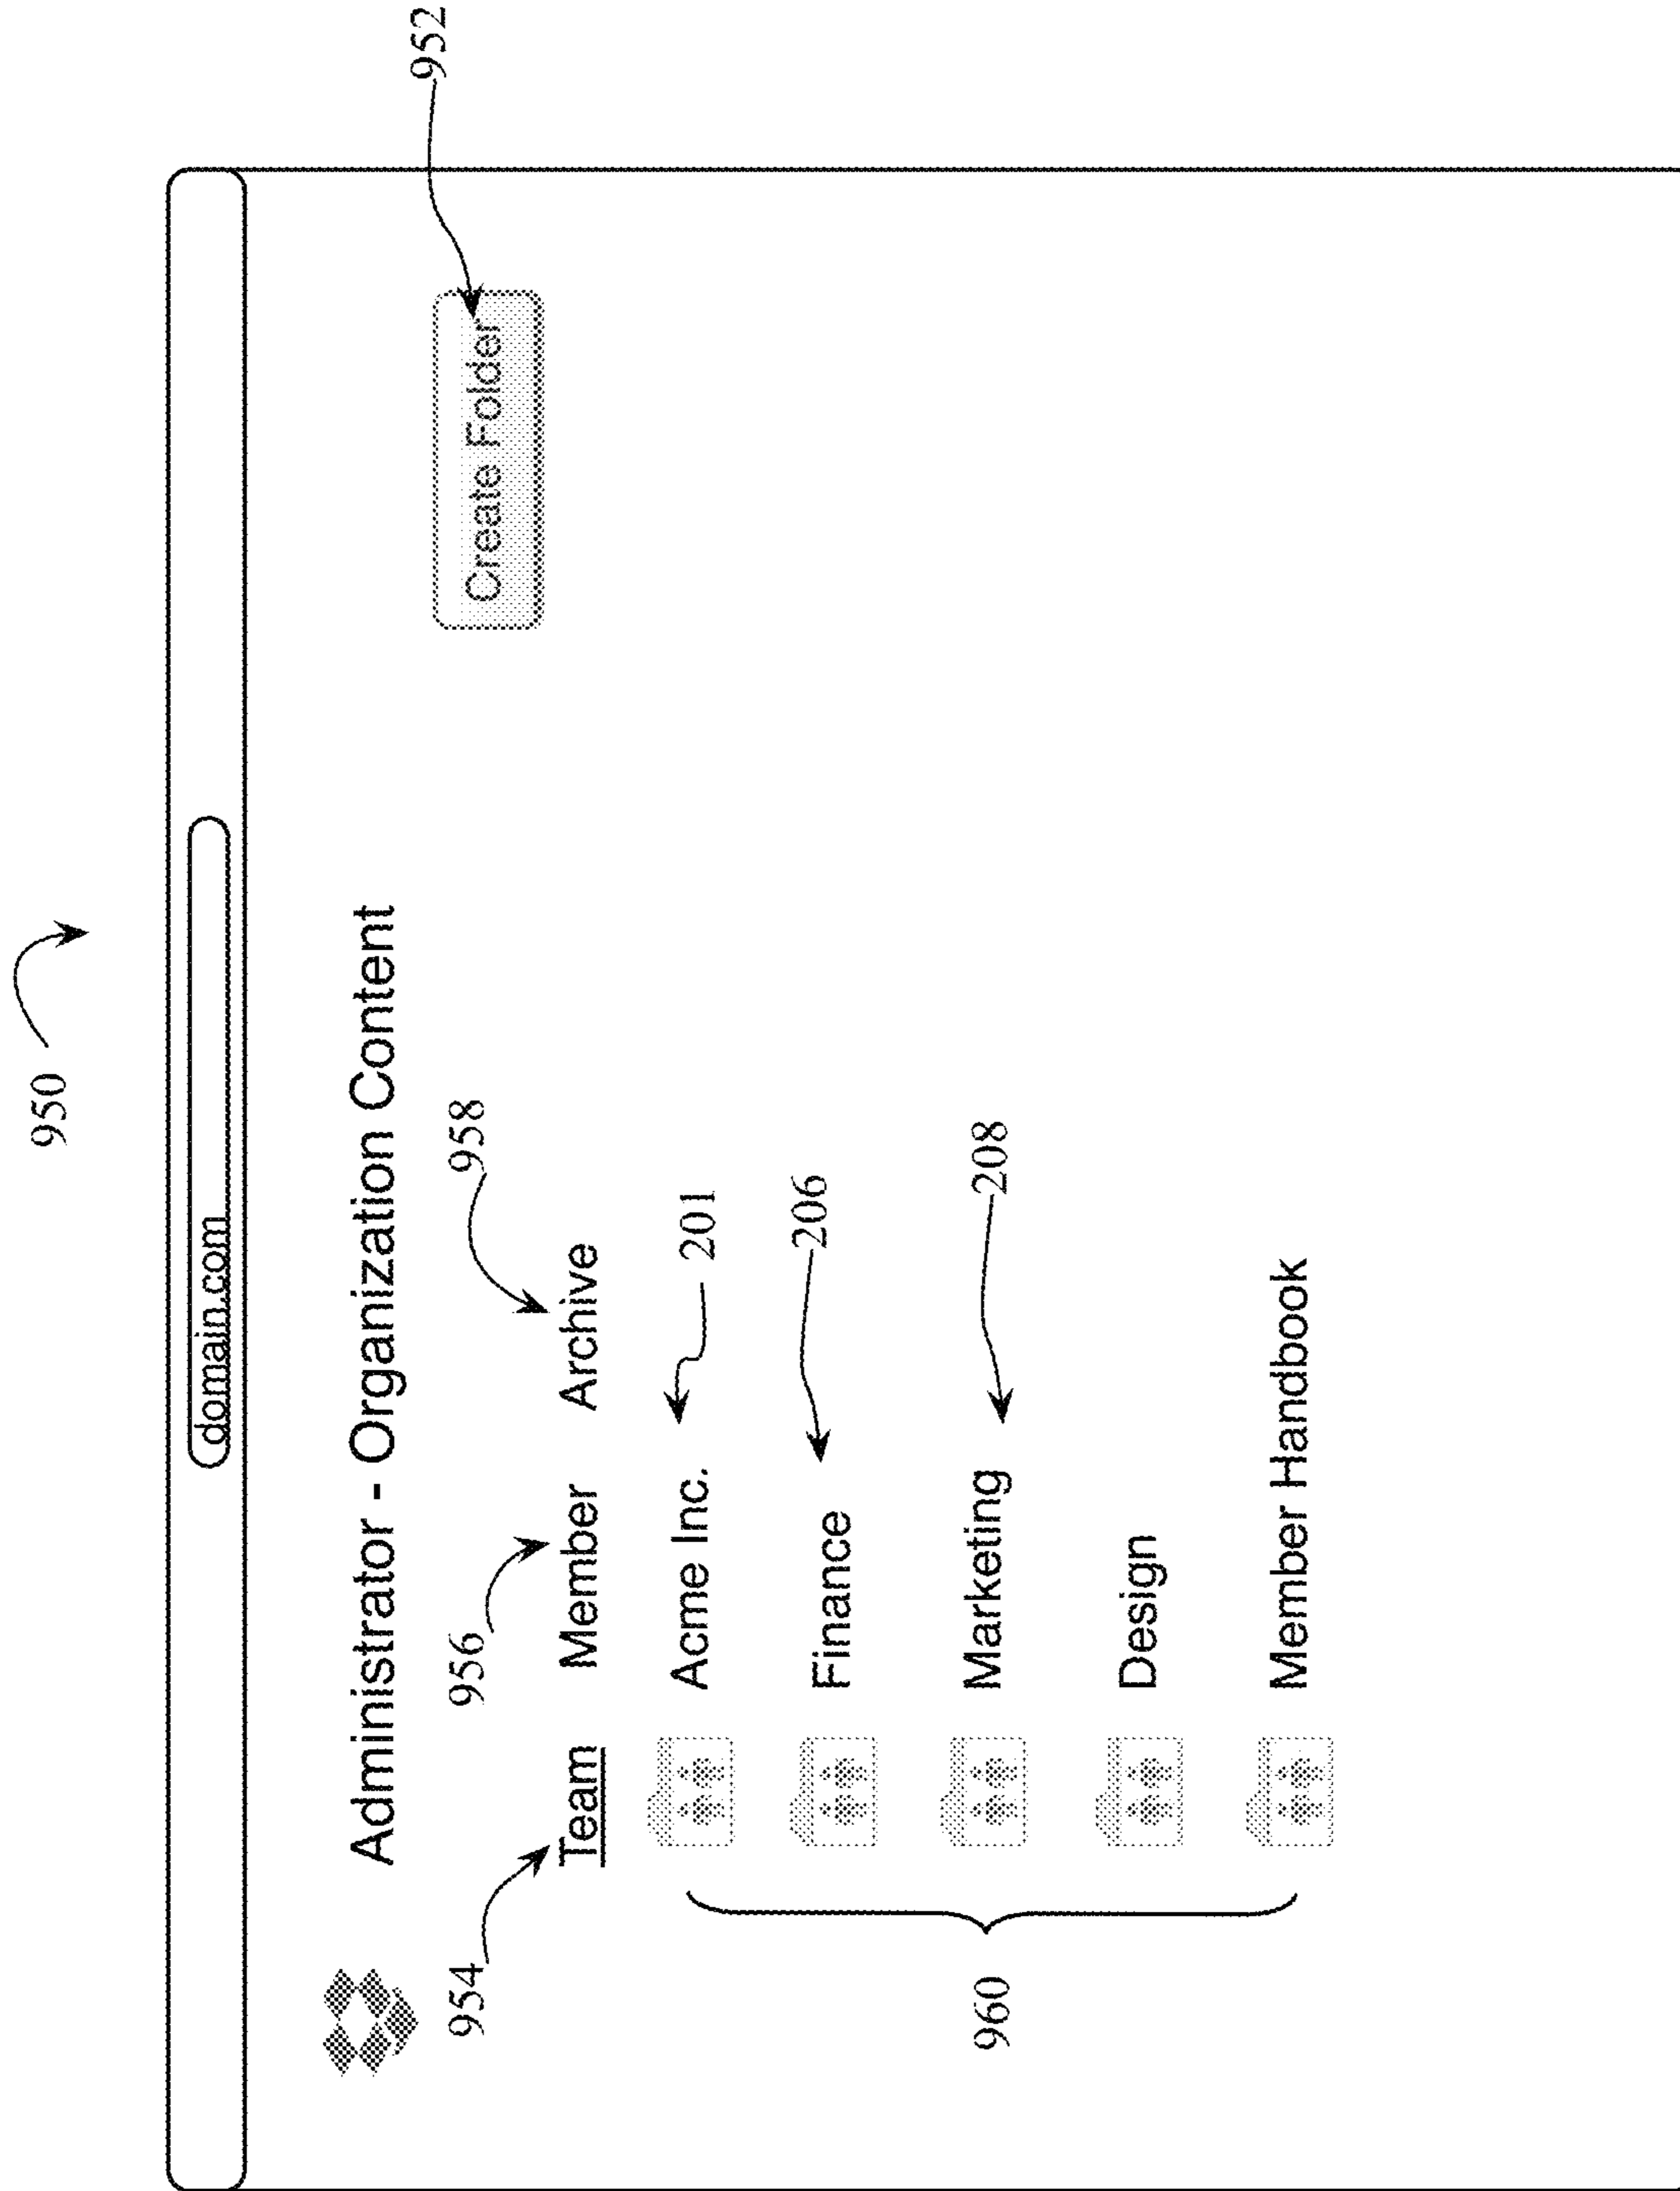 950
domain.com
Administrator - Organization Content
952
954 956 958
Team Member Archive
Create Folder
Acme Inc. 201
Finance 206
Marketing 208
960
Design
Member Handbook